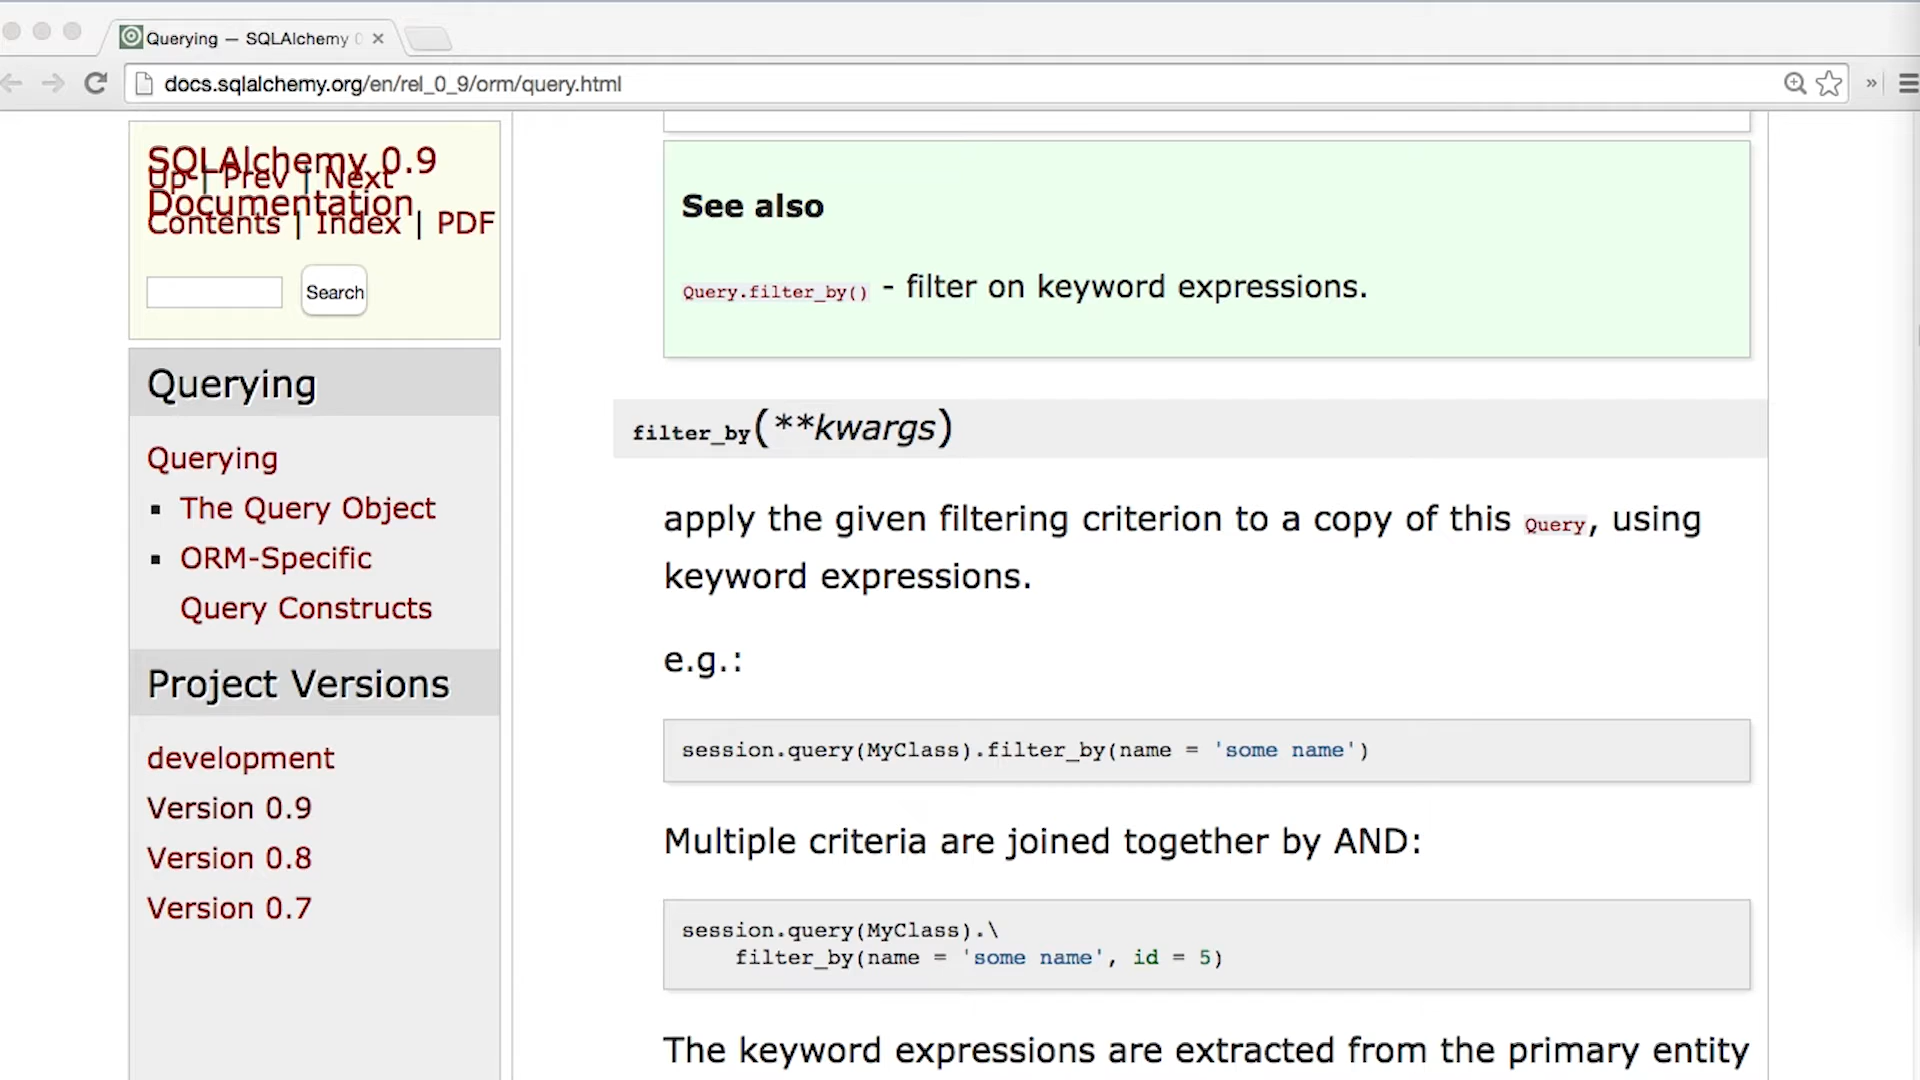 Querying — SQLAlchemy 0
docs.sqlalchemy.org/en/rel_0_9/orm/query.html
»
SQLAlchemy 0.9
Documentation
Up | Prev | Next
Contents | Index | PDF
Search
Querying
Querying
▪ The Query Object
▪ ORM-Specific
Query Constructs
Project Versions
development
Version 0.9
Version 0.8
Version 0.7
See also
Query.filter_by() - filter on keyword expressions.
filter_by(**kwargs)
apply the given filtering criterion to a copy of this Query, using
keyword expressions.
e.g.:
session.query(MyClass).filter_by(name = 'some name')
Multiple criteria are joined together by AND:
session.query(MyClass).\
    filter_by(name = 'some name', id = 5)
The keyword expressions are extracted from the primary entity